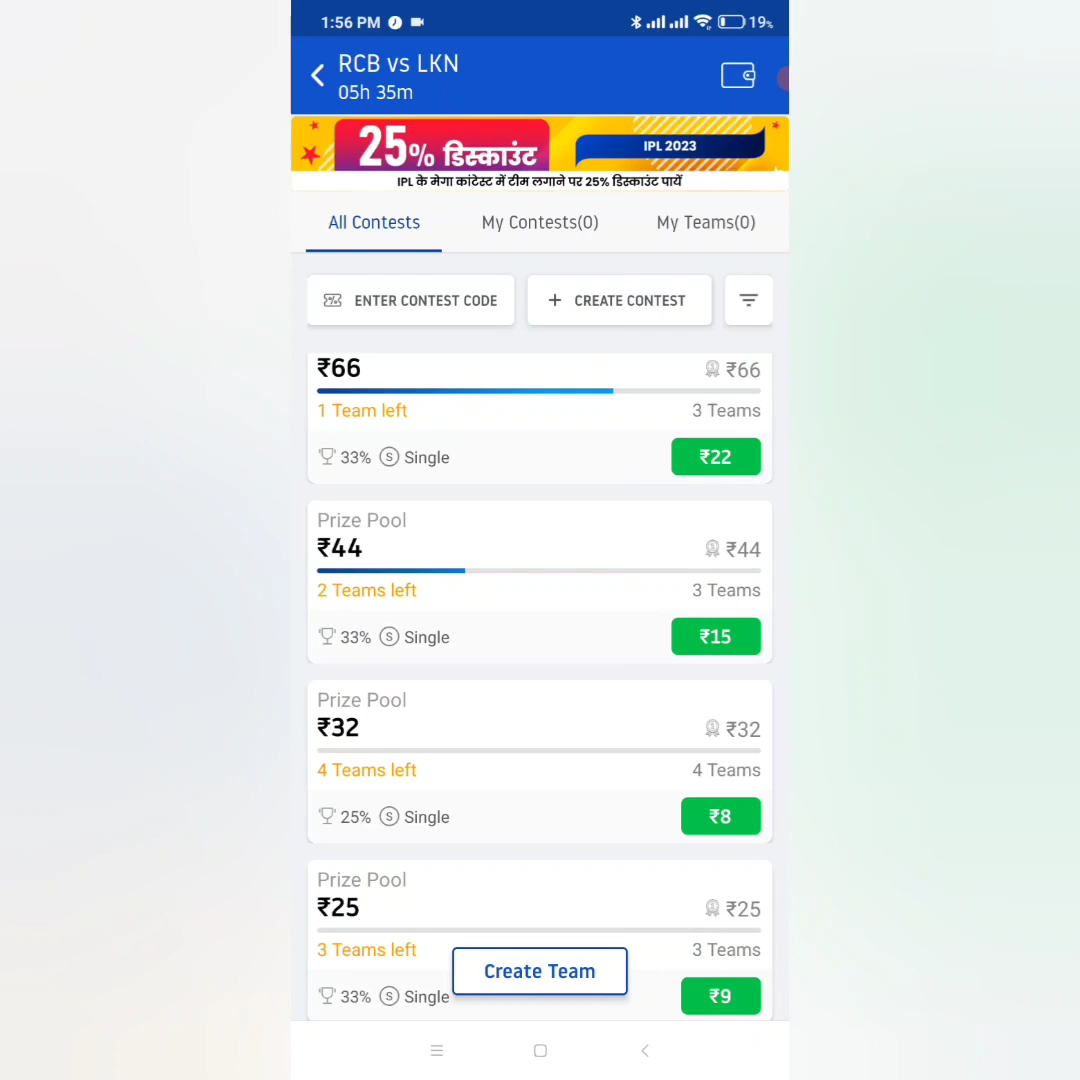 1:56 PM 19%
RCB vs LKN
05h 35m
25% डिस्काउंट IPL 2023
IPL के मेगा कांटेस्ट में टीम लगाने पर 25% डिस्काउंट पायें
All Contests My Contests(0) My Teams(0)
ENTER CONTEST CODE + CREATE CONTEST
₹66 ₹66
1 Team left 3 Teams
33% S Single ₹22
Prize Pool
₹44 ₹44
2 Teams left 3 Teams
33% S Single ₹15
Prize Pool
₹32 ₹32
4 Teams left 4 Teams
25% S Single ₹8
Prize Pool
₹25 ₹25
3 Teams left 3 Teams
Create Team
33% S Single ₹9